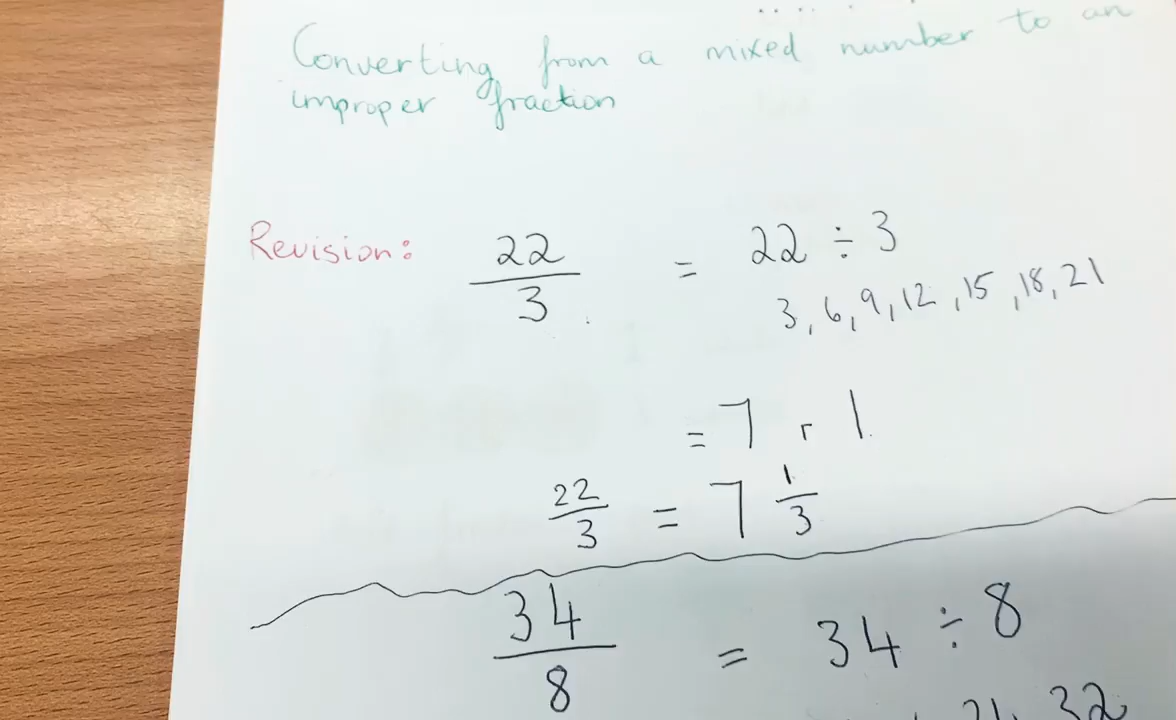 Converting from a mixed number to an
improper fraction
Revision: 22/3 = 22 ÷ 3
3, 6, 9, 12, 15, 18, 21
= 7 r 1
22/3 = 7 1/3
34/8 = 34 ÷ 8
32